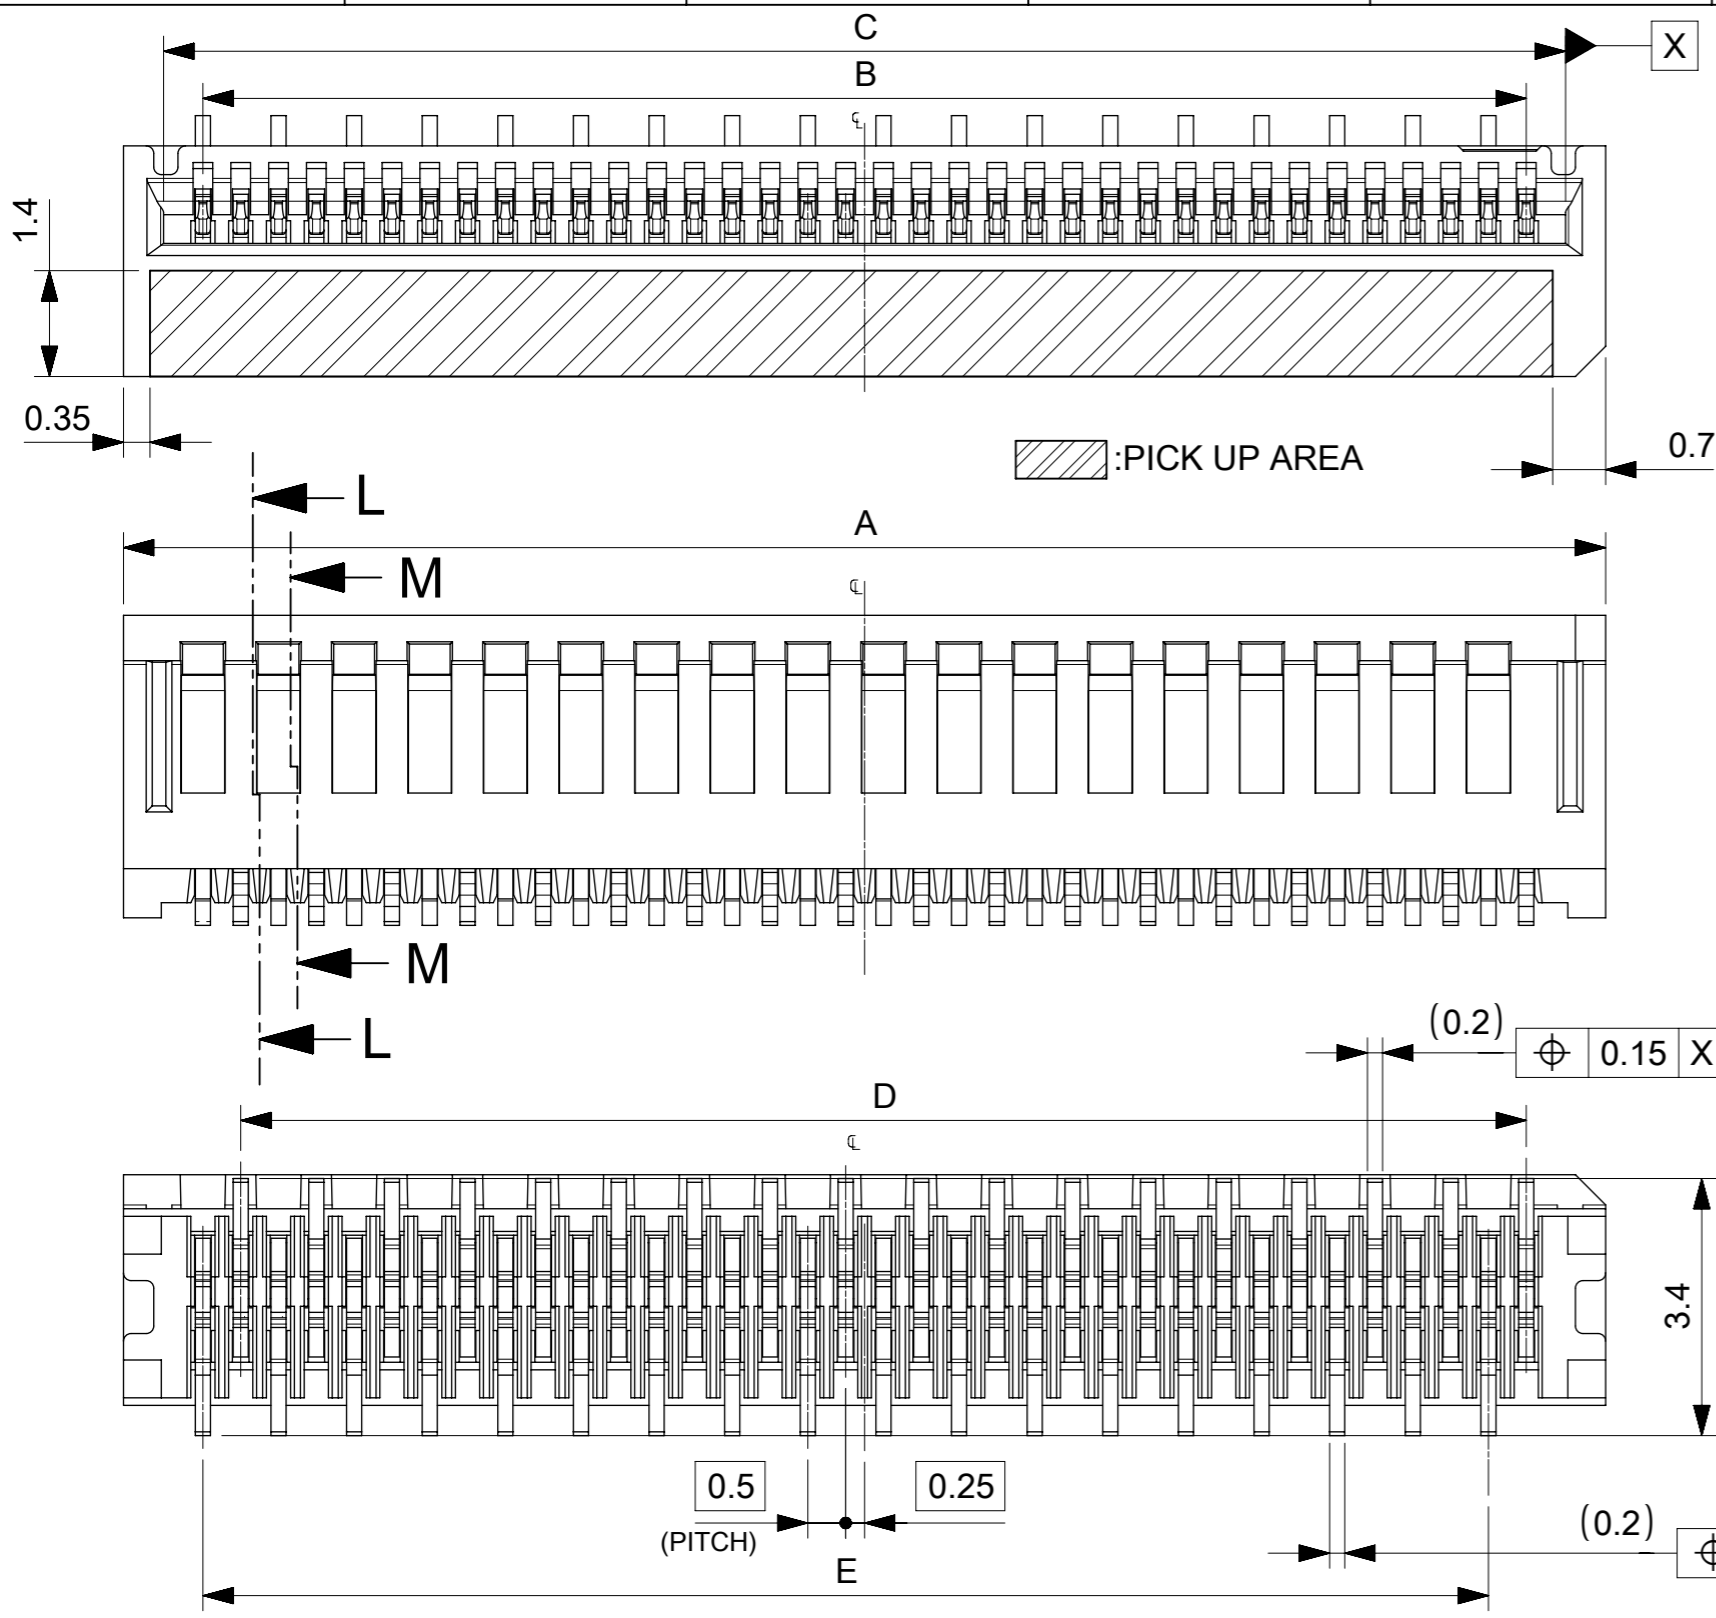 C
X
B
℄
1.4
0.35
:PICK UP AREA
0.7
L
A
M
℄
M
L
(0.2)
⌖ 0.15 X
D
℄
3.4
0.5
0.25
(PITCH)
(0.2)
⌖
E